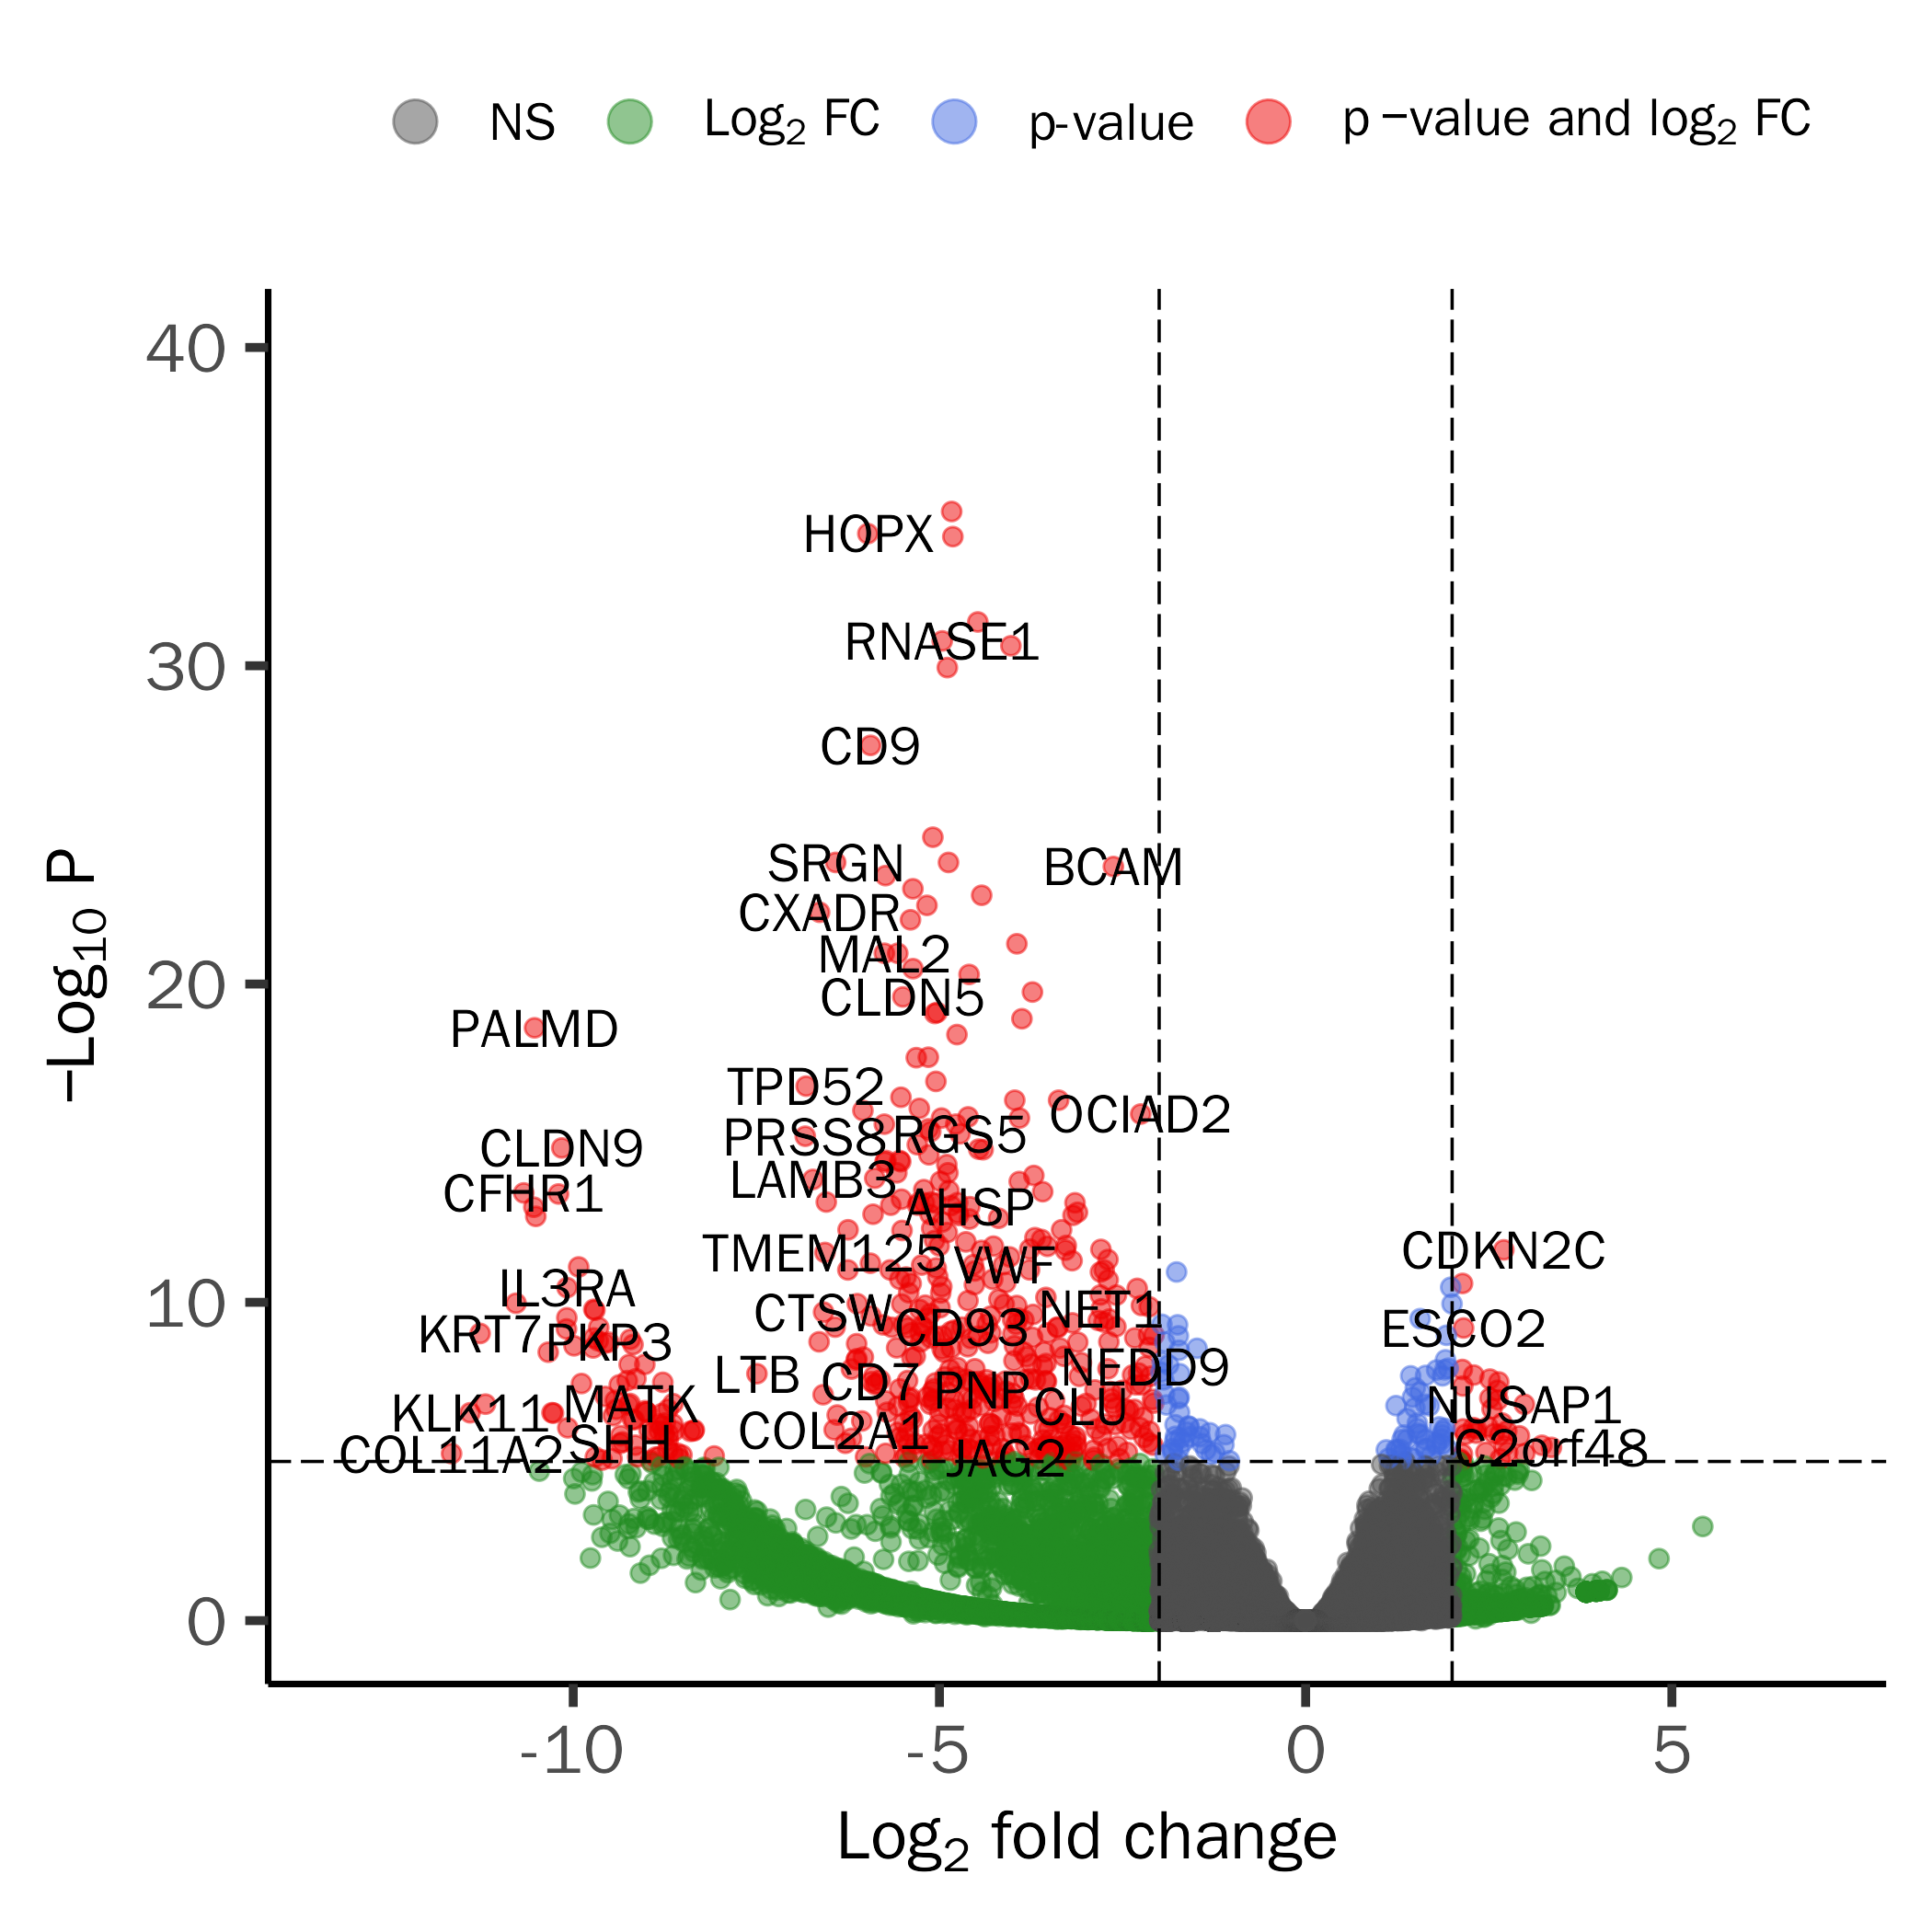 NS Log2 FC p-value p −value and log2 FC
40
HOPX
RNASE1
30
CD9
SRGN BCAM
CXADR
MAL2
20 CLDN5
PALMD
TPD52
OCIAD2
PRSS8 RGS5
CLDN9
LAMB3
CFHR1
AHSP
TMEM125 VWF CDKN2C
IL3RA
10 CTSW NET1
CD93 ESCO2
KRT7 PKP3
LTB CD7 NEDD9
PNP
MATK CLU NUSAP1
KLK11
COL2A1
SHH C2orf48
COL11A2 JAG2
0
-10 -5 0 5
Log2 fold change
−Log10 P